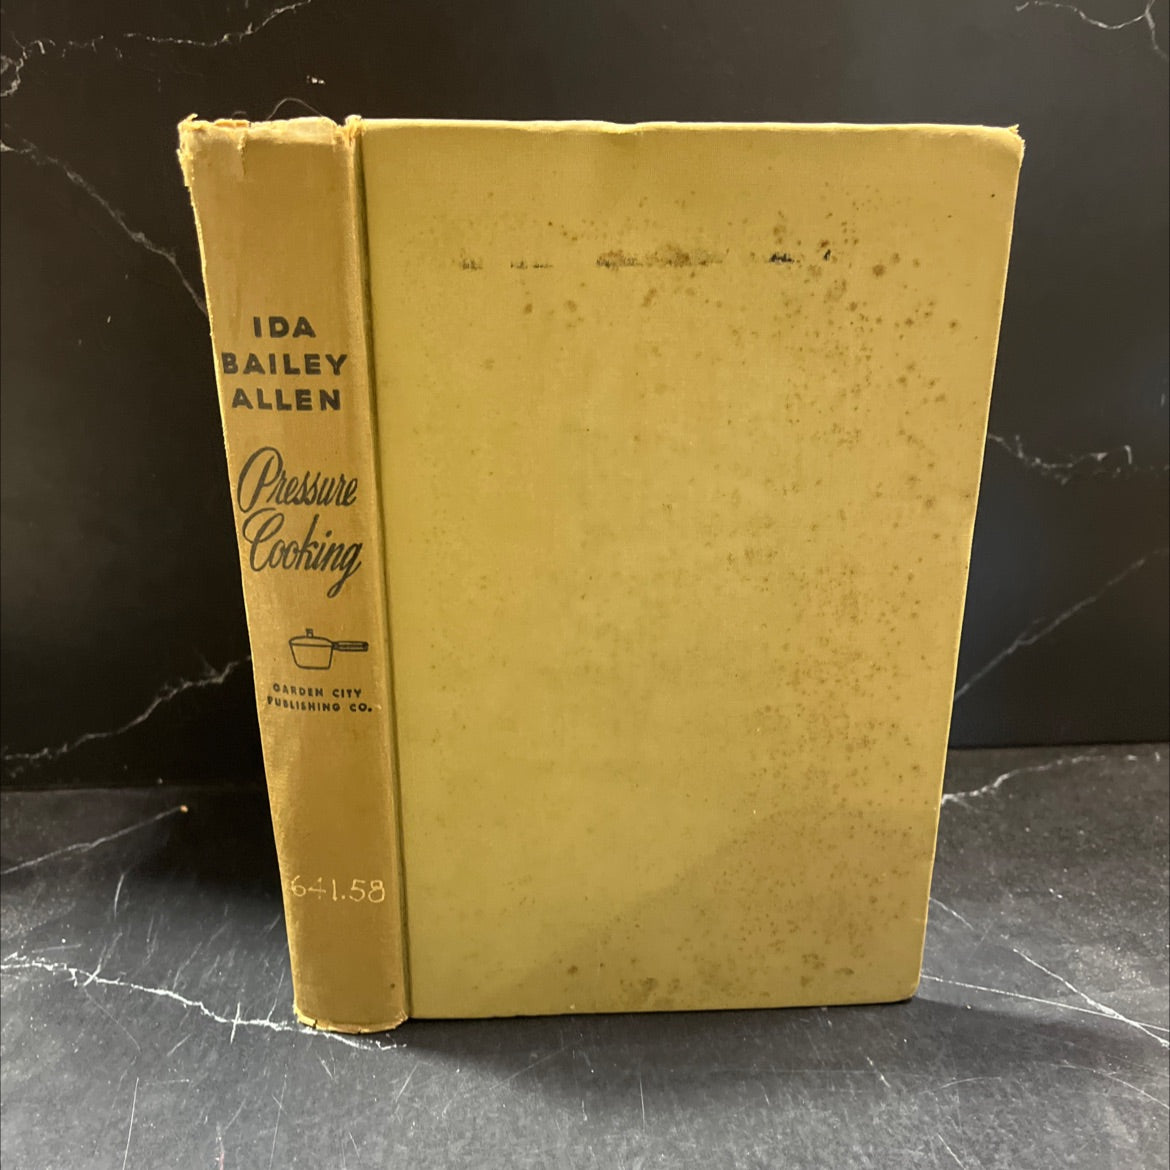 IDA
BAILEY
ALLEN
Pressure
Cooking
GARDEN CITY
PUBLISHING CO.
641.58